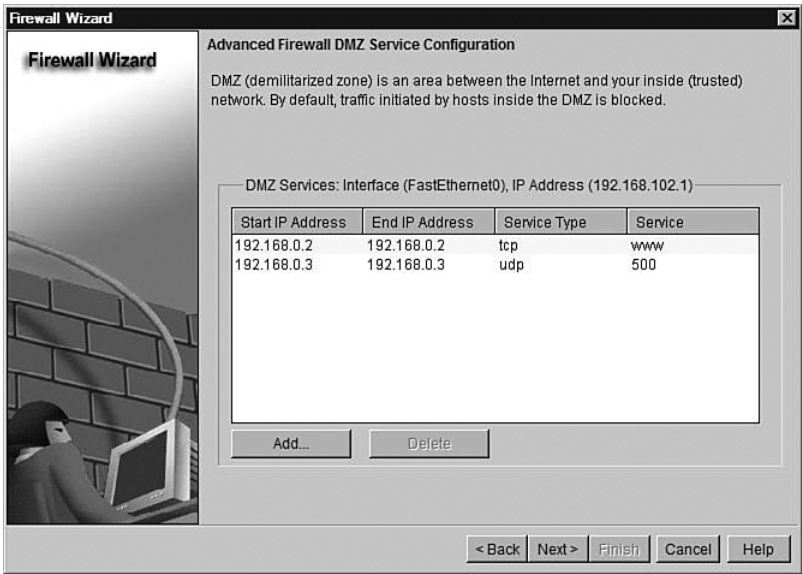 Firewall Wizard
Firewall Wizard
Advanced Firewall DMZ Service Configuration
DMZ (demilitarized zone) is an area between the Internet and your inside (trusted)
network. By default, traffic initiated by hosts inside the DMZ is blocked.
DMZ Services: Interface (FastEthernet0), IP Address (192.168.102.1)
Start IP Address End IP Address Service Type Service
192.168.0.2 192.168.0.2 tcp www
192.168.0.3 192.168.0.3 udp 500
Add... Delete
< Back Next > Finish Cancel Help